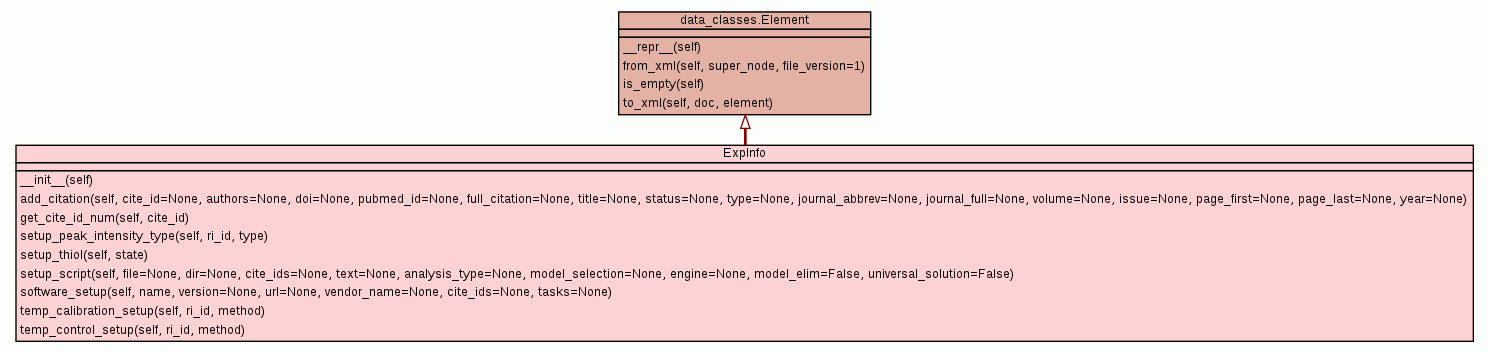 data_classes.Element
__repr__(self)
from_xml(self, super_node, file_version=1)
is_empty(self)
to_xml(self, doc, element)
ExpInfo
__init__(self)
add_citation(self, cite_id=None, authors=None, doi=None, pubmed_id=None, full_citation=None, title=None, status=None, type=None, journal_abbrev=None, journal_full=None, volume=None, issue=None, page_first=None, page_last=None, year=None)
get_cite_id_num(self, cite_id)
setup_peak_intensity_type(self, ri_id, type)
setup_thiol(self, state)
setup_script(self, file=None, dir=None, cite_ids=None, text=None, analysis_type=None, model_selection=None, engine=None, model_elim=False, universal_solution=False)
software_setup(self, name, version=None, url=None, vendor_name=None, cite_ids=None, tasks=None)
temp_calibration_setup(self, ri_id, method)
temp_control_setup(self, ri_id, method)